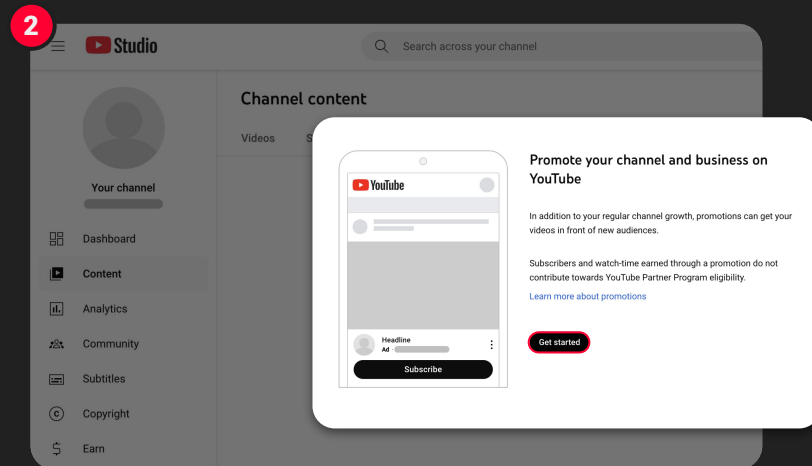 2
Studio
Search across your channel
Channel content
Videos
S
Your channel
Dashboard
Content
Analytics
Community
Subtitles
Copyright
Earn
YouTube
Headline
Ad ·
Subscribe
Promote your channel and business on
YouTube
In addition to your regular channel growth, promotions can get your
videos in front of new audiences.
Subscribers and watch-time earned through a promotion do not
contribute towards YouTube Partner Program eligibility.
Learn more about promotions
Get started